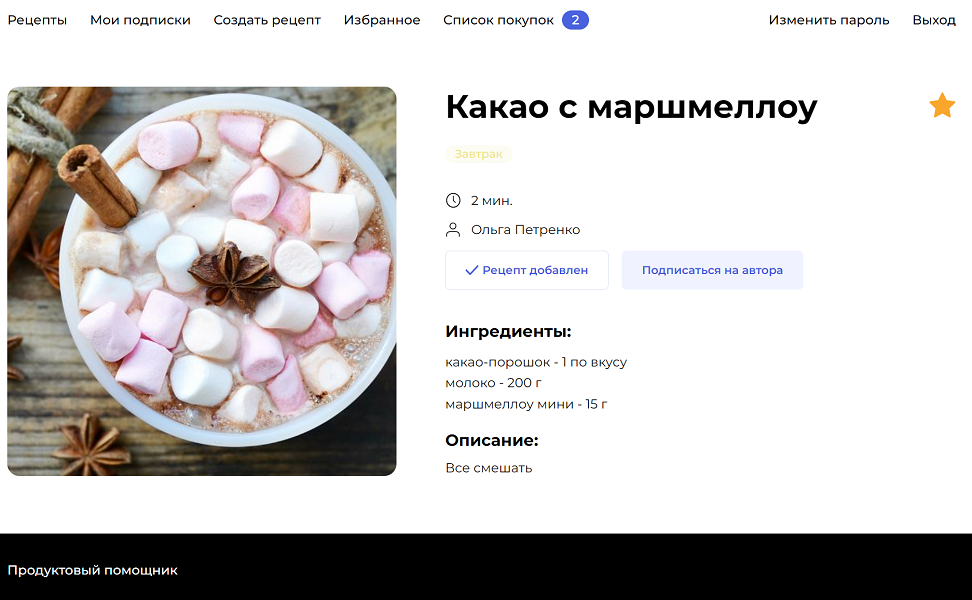 Рецепты Мои подписки Создать рецепт Избранное Список покупок 2 Изменить пароль Выход
Какао с маршмеллоу
Завтрак
2 мин.
Ольга Петренко
Рецепт добавлен Подписаться на автора
Ингредиенты:
какао-порошок - 1 по вкусу
молоко - 200 г
маршмеллоу мини - 15 г
Описание:
Все смешать
Продуктовый помощник